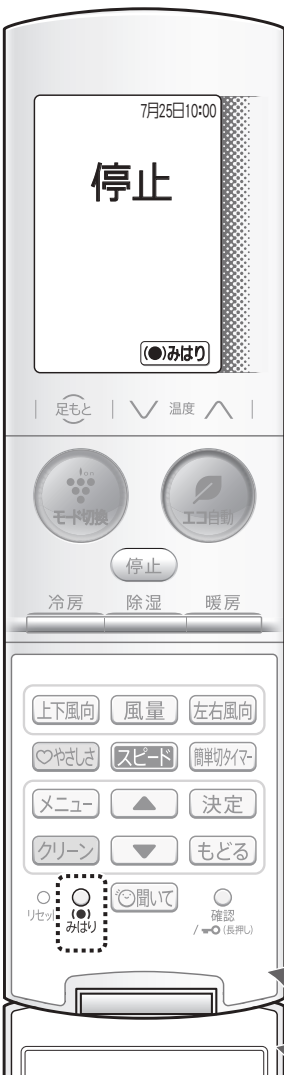 7月25日10:00
停止
(●)みはり
足もと 温度
ion
モード切換 エコ自動
停止
冷房 除湿 暖房
上下風向 風量 左右風向
♡やさしさ スピード 簡単切タイマー
メニュー ▲ 決定
クリーン ▼ もどる
リセット (●)みはり 聞いて 確認
/ (長押し)